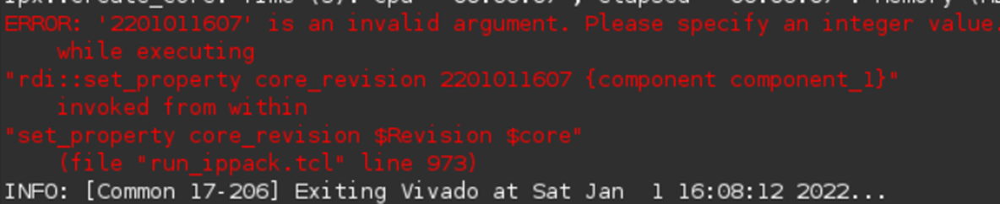 ERROR: '2201011607' is an invalid argument. Please specify an integer value.
while executing
"rdi::set_property core_revision 2201011607 {component component_1}"
invoked from within
"set_property core_revision $Revision $core"
(file "run_ippack.tcl" line 973)
INFO: [Common 17-206] Exiting Vivado at Sat Jan  1 16:08:12 2022...